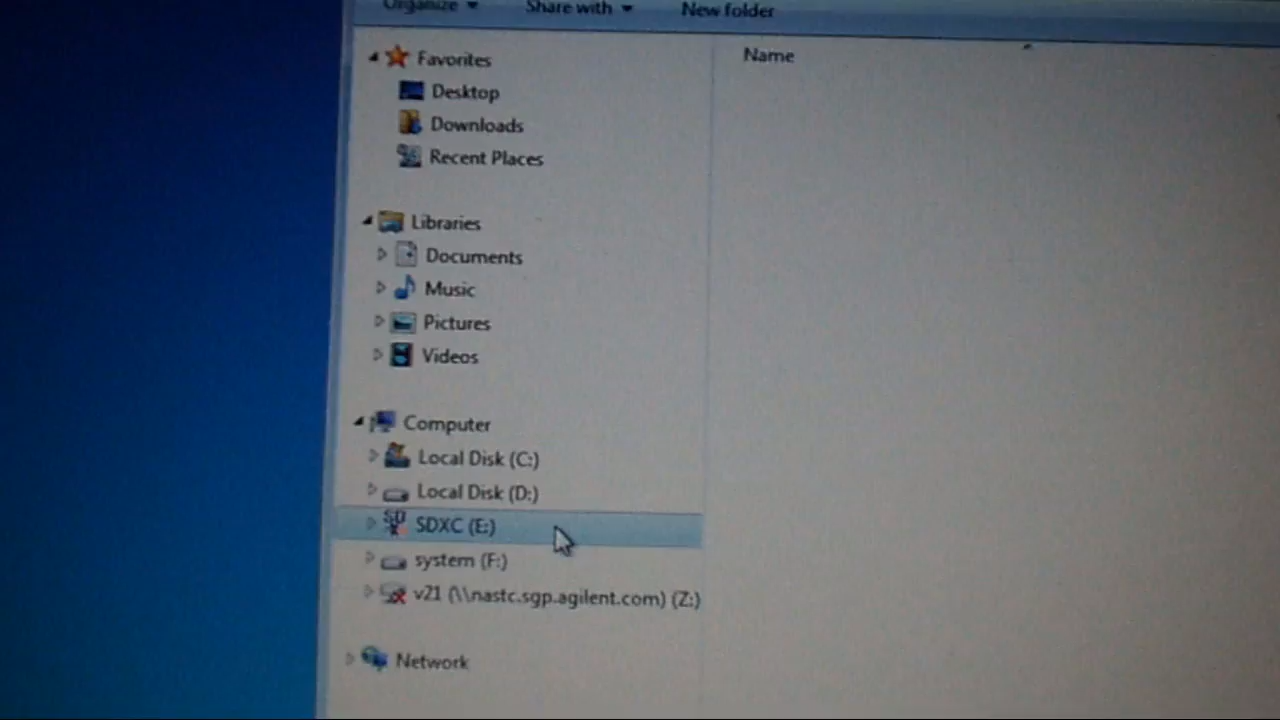 Organize Share with New folder
Name
Favorites
Desktop
Downloads
Recent Places
Libraries
Documents
Music
Pictures
Videos
Computer
Local Disk (C:)
Local Disk (D:)
SDXC (E:)
system (F:)
v21 (\\nastc.sgp.agilent.com) (Z:)
Network